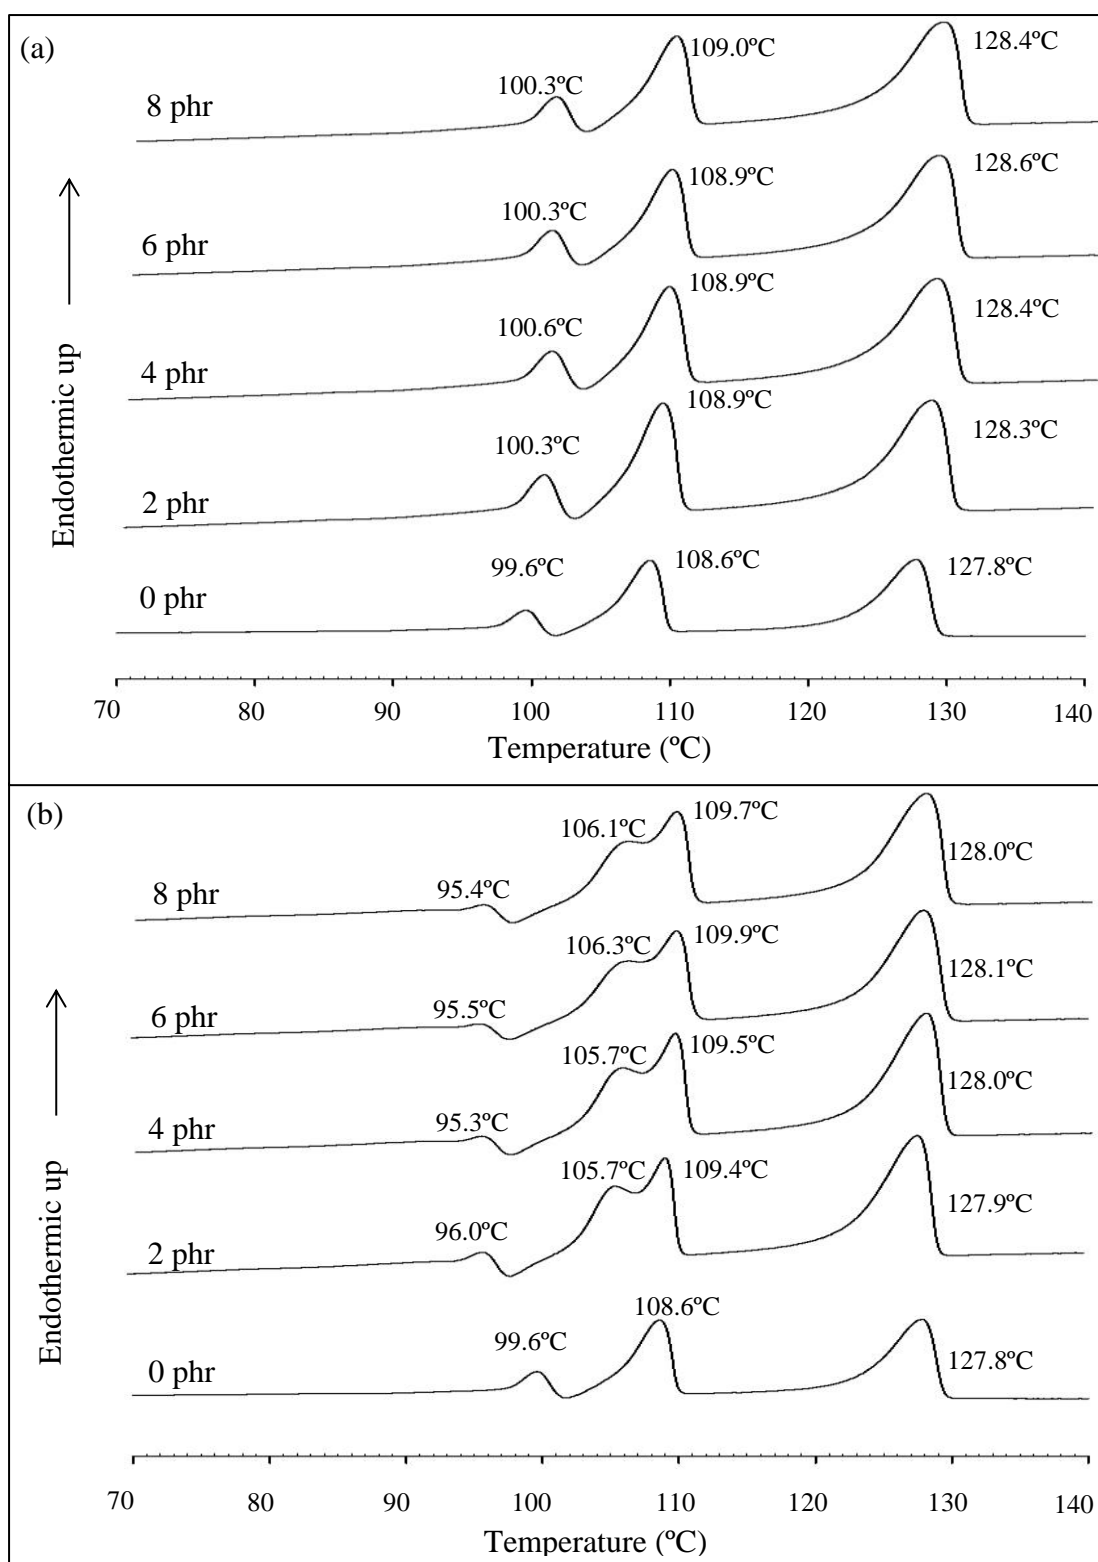 (a)
128.4ºC
109.0ºC
100.3ºC
8 phr
128.6ºC
108.9ºC
100.3ºC
6 phr
108.9ºC
128.4ºC
100.6ºC
4 phr
108.9ºC
128.3ºC
100.3ºC
2 phr
99.6ºC
108.6ºC
127.8ºC
0 phr
Endothermic up
70 80 90 100 110 120 130 140
Temperature (ºC)
(b)
109.7ºC
106.1ºC
128.0ºC
95.4ºC
8 phr
109.9ºC
106.3ºC
128.1ºC
95.5ºC
6 phr
109.5ºC
105.7ºC
128.0ºC
95.3ºC
4 phr
105.7ºC
109.4ºC
127.9ºC
96.0ºC
2 phr
108.6ºC
99.6ºC
127.8ºC
0 phr
Endothermic up
70 80 90 100 110 120 130 140
Temperature (ºC)